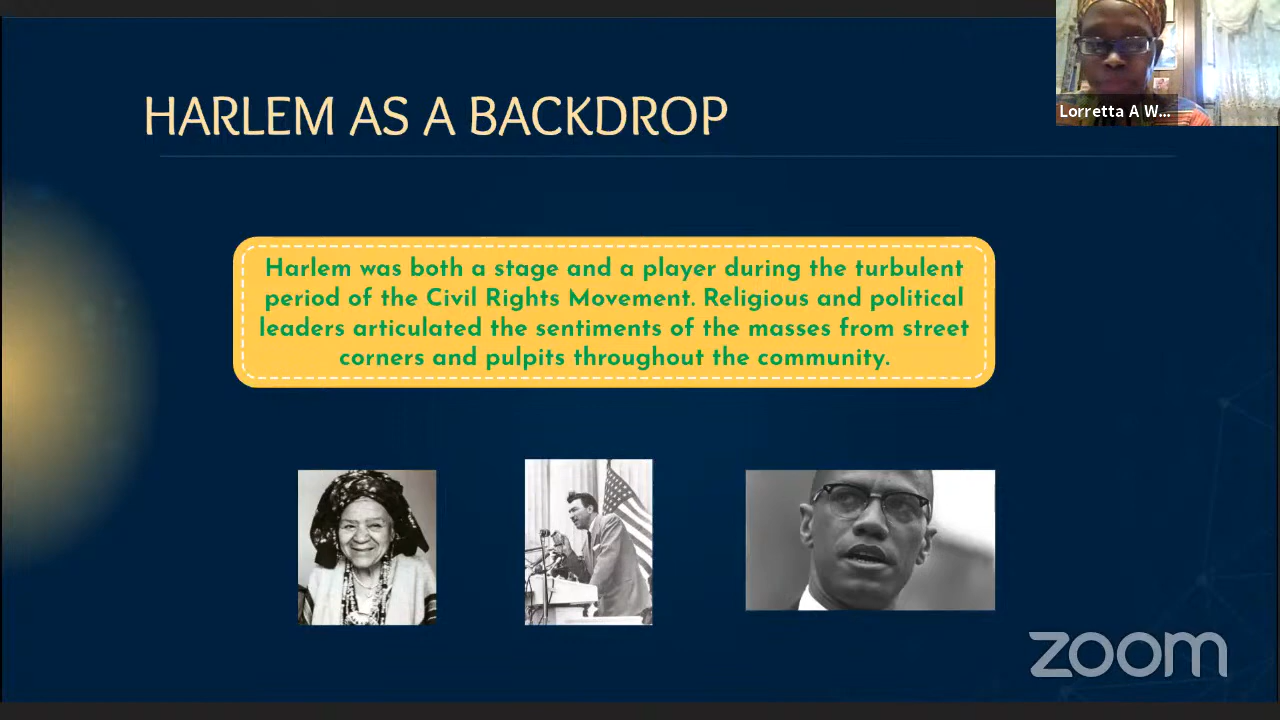 HARLEM AS A BACKDROP
Lorretta A W...
Harlem was both a stage and a player during the turbulent
period of the Civil Rights Movement. Religious and political
leaders articulated the sentiments of the masses from street
corners and pulpits throughout the community.
zoom